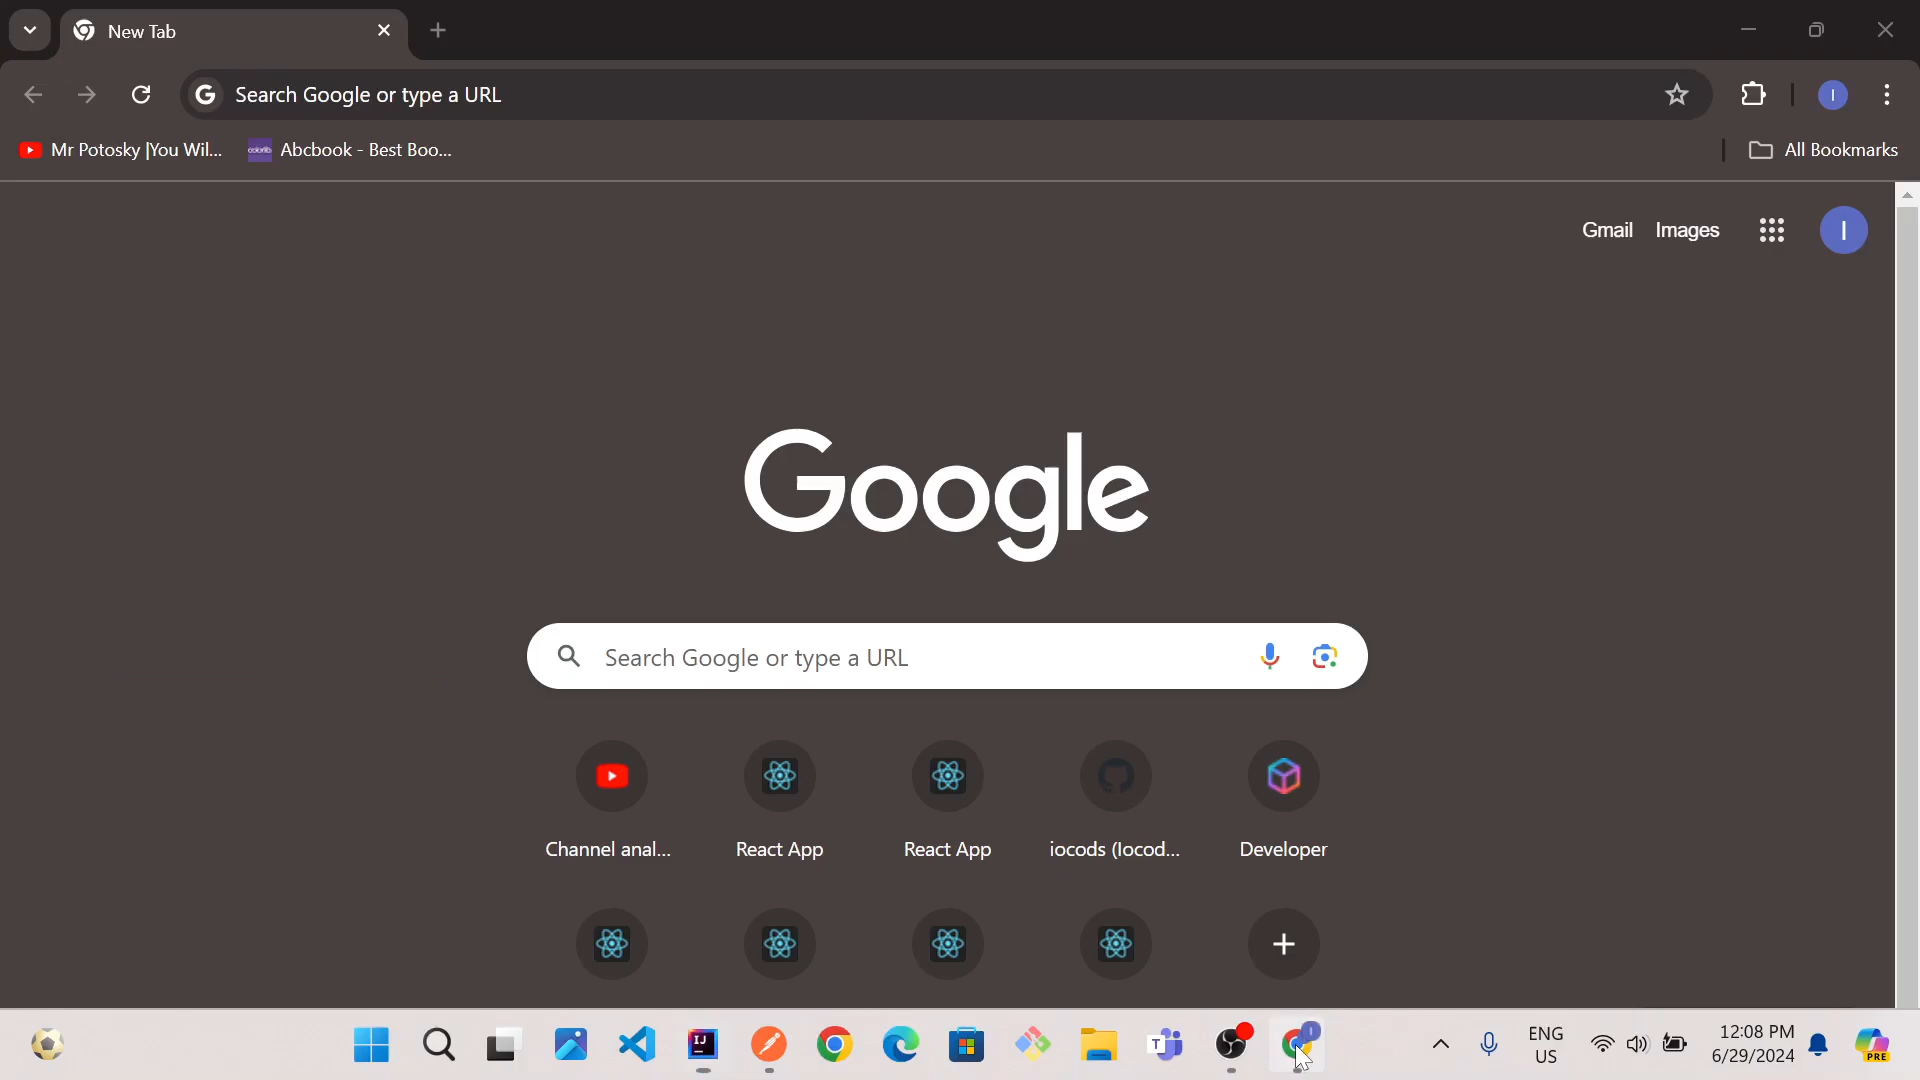 New Tab
Search Google or type a URL
Mr Potosky |You Wil...
Abcbook - Best Boo...
All Bookmarks
Gmail
Images
I
Google
Search Google or type a URL
Channel anal...
React App
React App
iocods (Iocod...
Developer
ENG
US
12:08 PM
6/29/2024
PRE